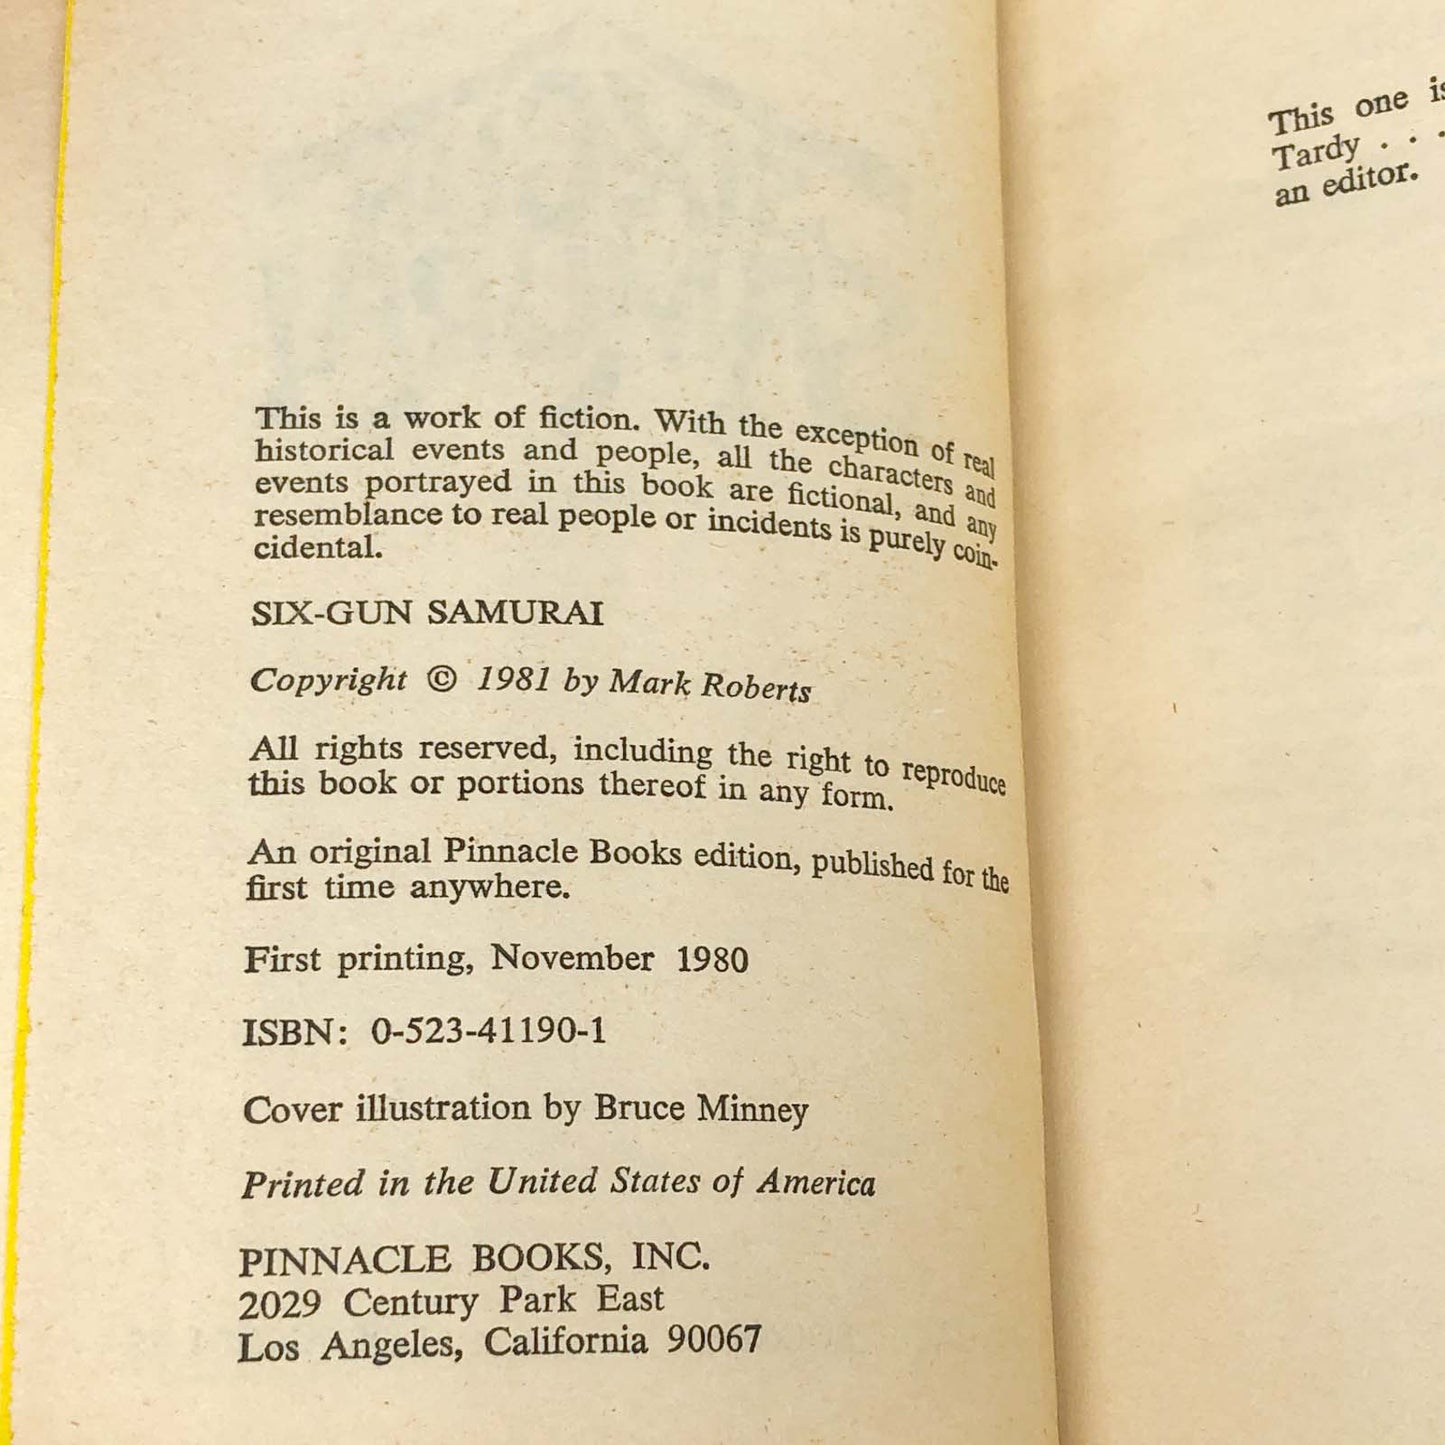 This is a work of fiction. With the exception of real
historical events and people, all the characters and
events portrayed in this book are fictional, and any
resemblance to real people or incidents is purely coin-
cidental.
SIX-GUN SAMURAI
Copyright © 1981 by Mark Roberts
All rights reserved, including the right to reproduce
this book or portions thereof in any form.
An original Pinnacle Books edition, published for the
first time anywhere.
First printing, November 1980
ISBN: 0-523-41190-1
Cover illustration by Bruce Minney
Printed in the United States of America
PINNACLE BOOKS, INC.
2029 Century Park East
Los Angeles, California 90067
This one is
Tardy . . .
an editor.